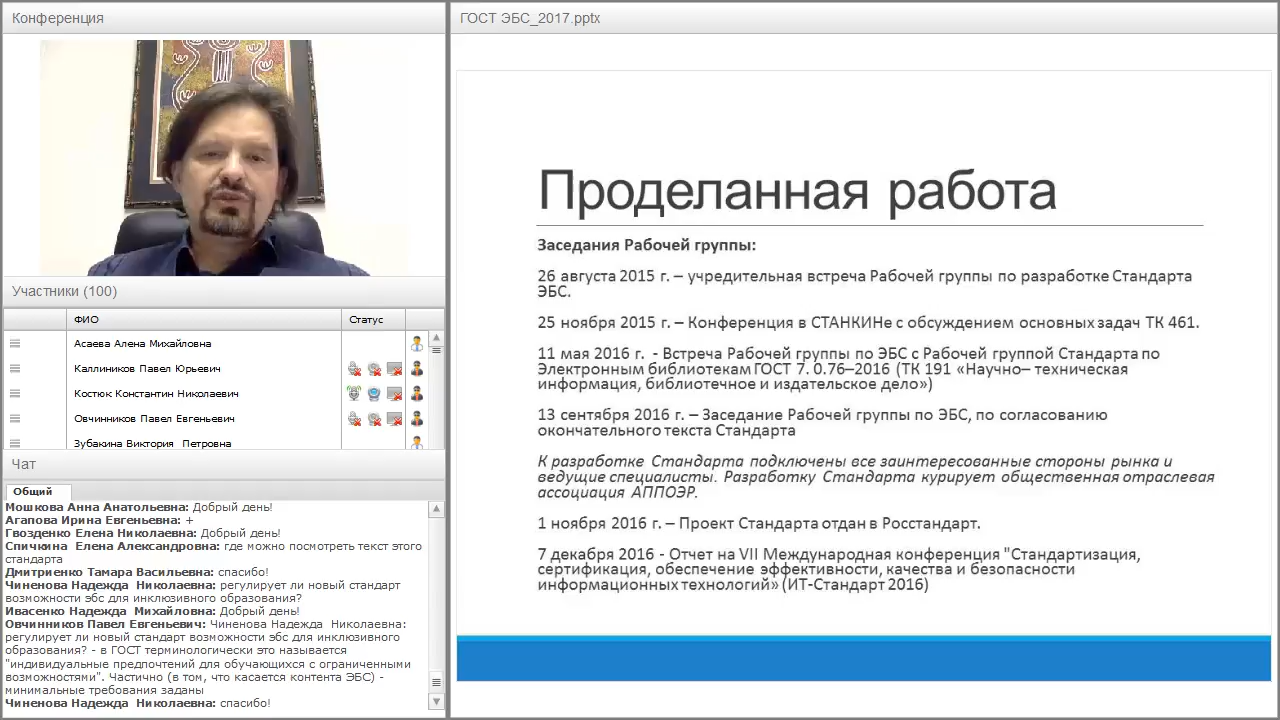 Конференция
Участники (100)
ФИО
Статус
Асаева Алена Михайловна
Каллиников Павел Юрьевич
Костюк Константин Николаевич
Овчинников Павел Евгеньевич
Зубакина Виктория Петровна
Чат
Общий
Мошкова Анна Анатольевна: Добрый день!
Агапова Ирина Евгеньевна: +
Гвозденко Елена Николаевна: Добрый день!
Спичкина Елена Александровна: где можно посмотреть текст этого
стандарта
Дмитриенко Тамара Васильевна: спасибо!
Чиненова Надежда Николаевна: регулирует ли новый стандарт
возможности эбс для инклюзивного образования?
Ивасенко Надежда Михайловна: Добрый день!
Овчинников Павел Евгеньевич: Чиненова Надежда Николаевна:
регулирует ли новый стандарт возможности эбс для инклюзивного
образования? - в ГОСТ терминологически это называется
"индивидуальные предпочтений для обучающихся с ограниченными
возможностями". Частично (в том, что касается контента ЭБС) -
минимальные требования заданы
Чиненова Надежда Николаевна: спасибо!
ГОСТ ЭБС_2017.pptx
Проделанная работа
Заседания Рабочей группы:
26 августа 2015 г. – учредительная встреча Рабочей группы по разработке Стандарта
ЭБС.
25 ноября 2015 г. – Конференция в СТАНКИНе с обсуждением основных задач ТК 461.
11 мая 2016 г. - Встреча Рабочей группы по ЭБС с Рабочей группой Стандарта по
Электронным библиотекам ГОСТ 7. 0.76–2016 (ТК 191 «Научно– техническая
информация, библиотечное и издательское дело»)
13 сентября 2016 г. – Заседание Рабочей группы по ЭБС, по согласованию
окончательного текста Стандарта
К разработке Стандарта подключены все заинтересованные стороны рынка и
ведущие специалисты. Разработку Стандарта курирует общественная отраслевая
ассоциация АППОЭР.
1 ноября 2016 г. – Проект Стандарта отдан в Росстандарт.
7 декабря 2016 - Отчет на VII Международная конференция "Стандартизация,
сертификация, обеспечение эффективности, качества и безопасности
информационных технологий» (ИТ-Стандарт 2016)